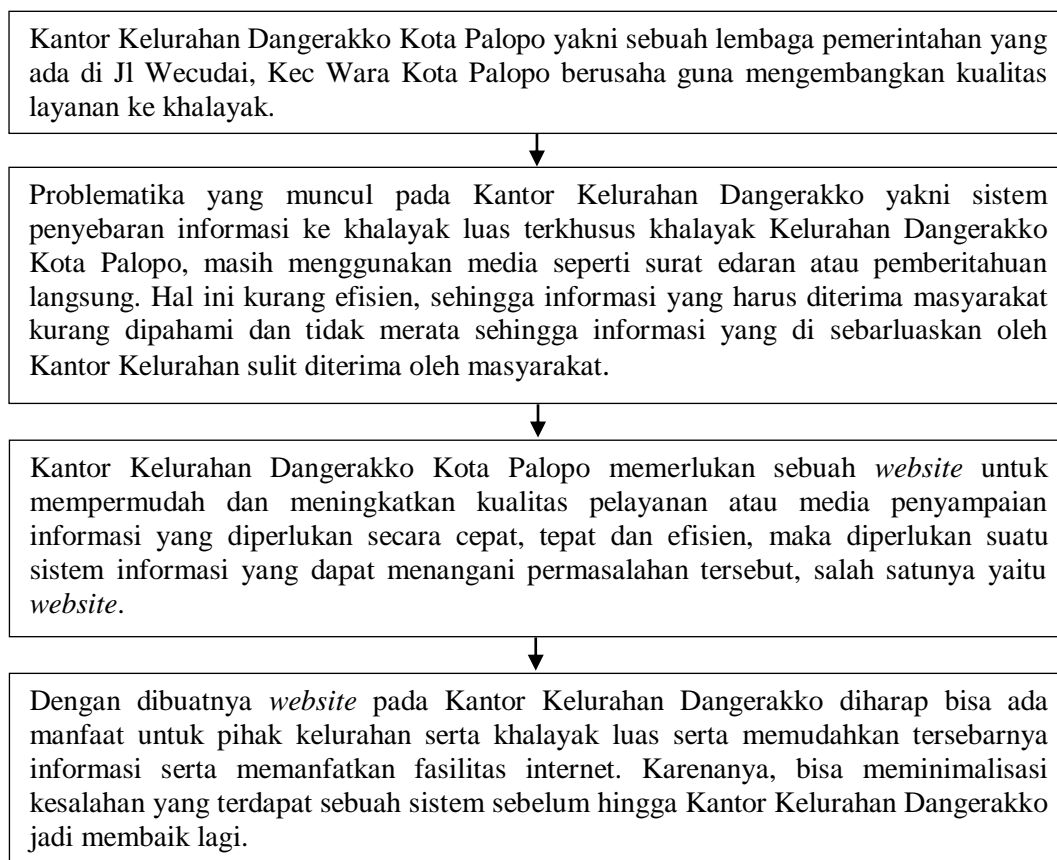 Kantor Kelurahan Dangerakko Kota Palopo yakni sebuah lembaga pemerintahan yang
ada di Jl Wecudai, Kec Wara Kota Palopo berusaha guna mengembangkan kualitas
layanan ke khalayak.
Problematika yang muncul pada Kantor Kelurahan Dangerakko yakni sistem
penyebaran informasi ke khalayak luas terkhusus khalayak Kelurahan Dangerakko
Kota Palopo, masih menggunakan media seperti surat edaran atau pemberitahuan
langsung. Hal ini kurang efisien, sehingga informasi yang harus diterima masyarakat
kurang dipahami dan tidak merata sehingga informasi yang di sebarluaskan oleh
Kantor Kelurahan sulit diterima oleh masyarakat.
Kantor Kelurahan Dangerakko Kota Palopo memerlukan sebuah website untuk
mempermudah dan meningkatkan kualitas pelayanan atau media penyampaian
informasi yang diperlukan secara cepat, tepat dan efisien, maka diperlukan suatu
sistem informasi yang dapat menangani permasalahan tersebut, salah satunya yaitu
website.
Dengan dibuatnya website pada Kantor Kelurahan Dangerakko diharap bisa ada
manfaat untuk pihak kelurahan serta khalayak luas serta memudahkan tersebarnya
informasi serta memanfatkan fasilitas internet. Karenanya, bisa meminimalisasi
kesalahan yang terdapat sebuah sistem sebelum hingga Kantor Kelurahan Dangerakko
jadi membaik lagi.